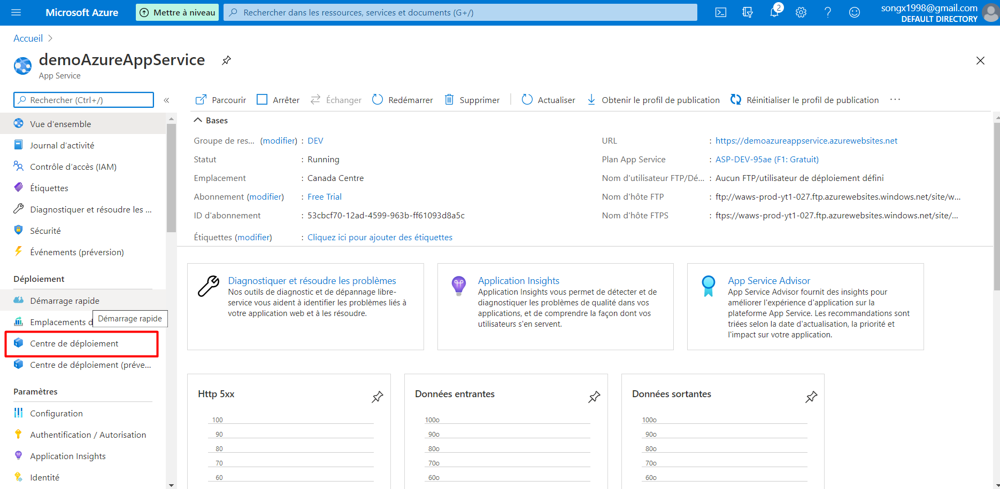 Microsoft Azure
Mettre à niveau
Rechercher dans les ressources, services et documents (G+/)
2
songx1998@gmail.com
DEFAULT DIRECTORY
Accueil
demoAzureAppService
App Service
Rechercher (Ctrl+/)
«
Vue d'ensemble
Journal d'activité
Contrôle d'accès (IAM)
Étiquettes
Diagnostiquer et résoudre les ...
Sécurité
Événements (préversion)
Déploiement
Démarrage rapide
Emplacements d
Démarrage rapide
Centre de déploiement
Centre de déploiement (préve...
Paramètres
Configuration
Authentification / Autorisation
Application Insights
Identité
Parcourir
Arrêter
Échanger
Redémarrer
Supprimer
Actualiser
Obtenir le profil de publication
Réinitialiser le profil de publication
...
Bases
Groupe de res... (modifier) : DEV
Statut : Running
Emplacement : Canada Centre
Abonnement (modifier) : Free Trial
ID d'abonnement : 53cbcf70-12ad-4599-963b-ff61093d8a5c
Étiquettes (modifier) : Cliquez ici pour ajouter des étiquettes
URL : https://demoazureappservice.azurewebsites.net
Plan App Service : ASP-DEV-95ae (F1: Gratuit)
Nom d'utilisateur FTP/Dé... : Aucun FTP/utilisateur de déploiement défini
Nom d'hôte FTP : ftp://waws-prod-yt1-027.ftp.azurewebsites.windows.net/site/w...
Nom d'hôte FTPS : ftps://waws-prod-yt1-027.ftp.azurewebsites.windows.net/site/...
Diagnostiquer et résoudre les problèmes
Nos outils de diagnostic et de dépannage libre-
service vous aident à identifier les problèmes liés à
votre application web et à les résoudre.
Application Insights
Application Insights vous permet de détecter et de
diagnostiquer les problèmes de qualité dans vos
applications, et de comprendre la façon dont vos
utilisateurs s'en servent.
App Service Advisor
App Service Advisor fournit des insights pour
améliorer l'expérience d'application sur la
plateforme App Service. Les recommandations sont
triées selon la date d'actualisation, la priorité et
l'impact sur votre application.
Http 5xx
100
90
80
70
60
Données entrantes
100o
90o
80o
70o
60o
Données sortantes
100o
90o
80o
70o
60o